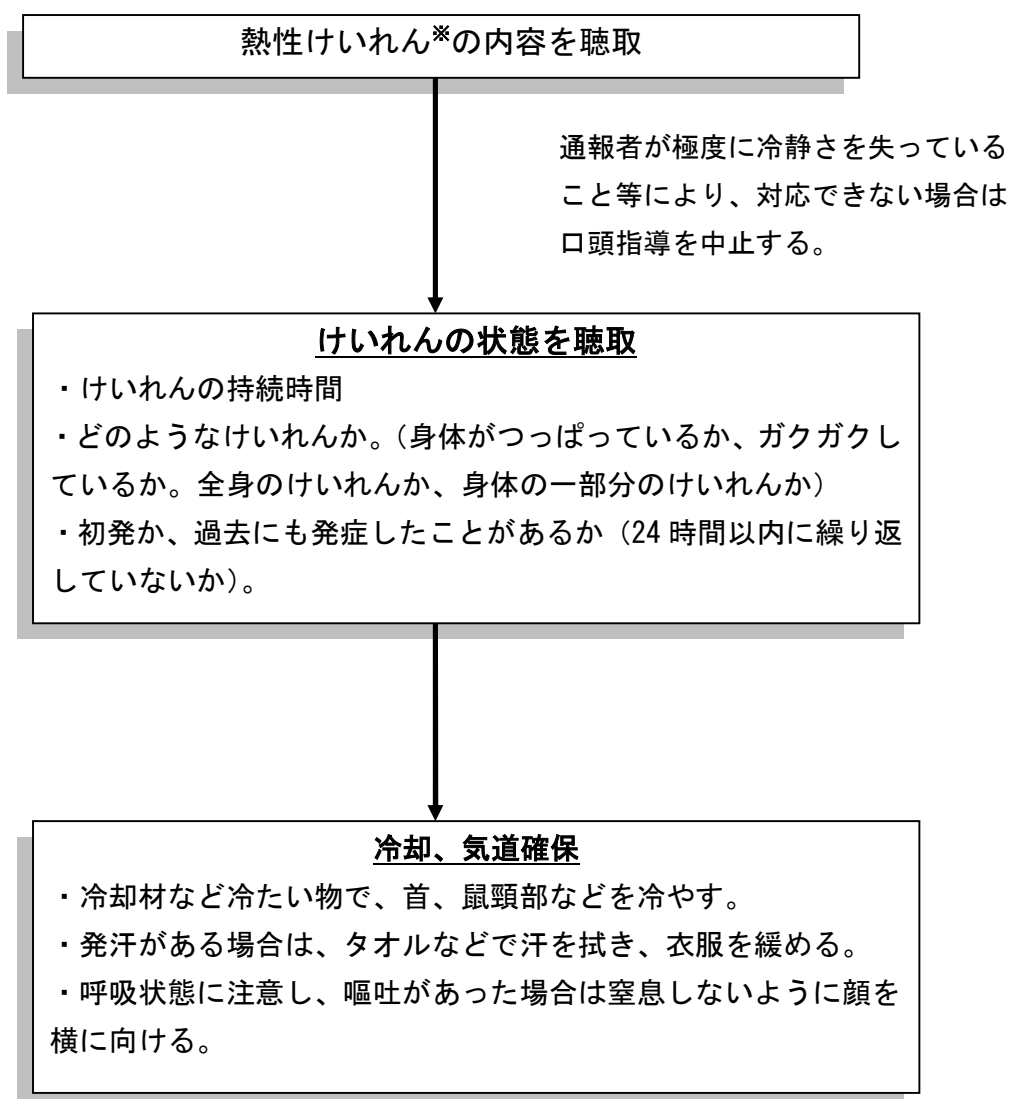 熱性けいれん※の内容を聴取
通報者が極度に冷静さを失っている
こと等により、対応できない場合は
口頭指導を中止する。
けいれんの状態を聴取
・けいれんの持続時間
・どのようなけいれんか。（身体がつっぱっているか、ガクガクし
ているか。全身のけいれんか、身体の一部分のけいれんか）
・初発か、過去にも発症したことがあるか（24時間以内に繰り返
していないか）。
冷却、気道確保
・冷却材など冷たい物で、首、鼠頸部などを冷やす。
・発汗がある場合は、タオルなどで汗を拭き、衣服を緩める。
・呼吸状態に注意し、嘔吐があった場合は窒息しないように顔を
横に向ける。